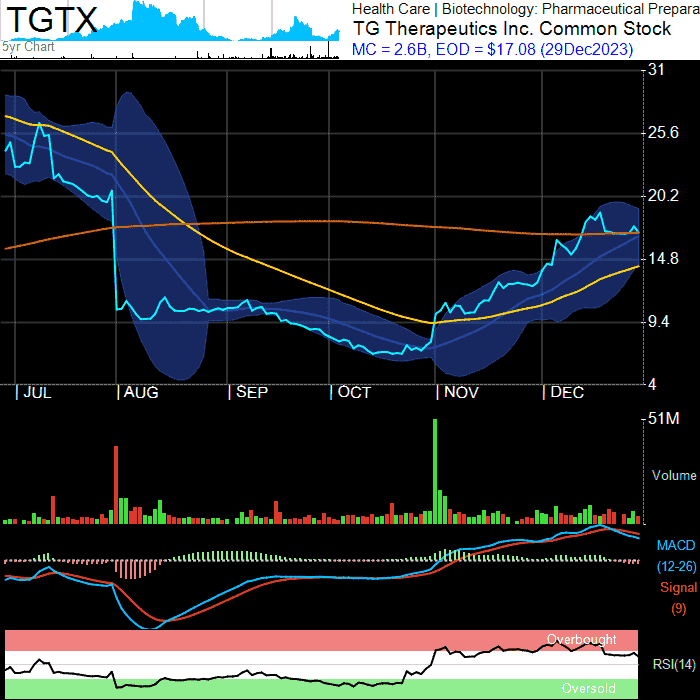 TGTX
5yr Chart
Health Care | Biotechnology: Pharmaceutical Prepara
TG Therapeutics Inc. Common Stock
MC = 2.6B, EOD = $17.08 (29Dec2023)
31
25.6
20.2
14.8
9.4
4
JUL AUG SEP OCT NOV DEC
51M
Volume
MACD
(12-26)
Signal
(9)
Overbought
RSI(14)
Oversold